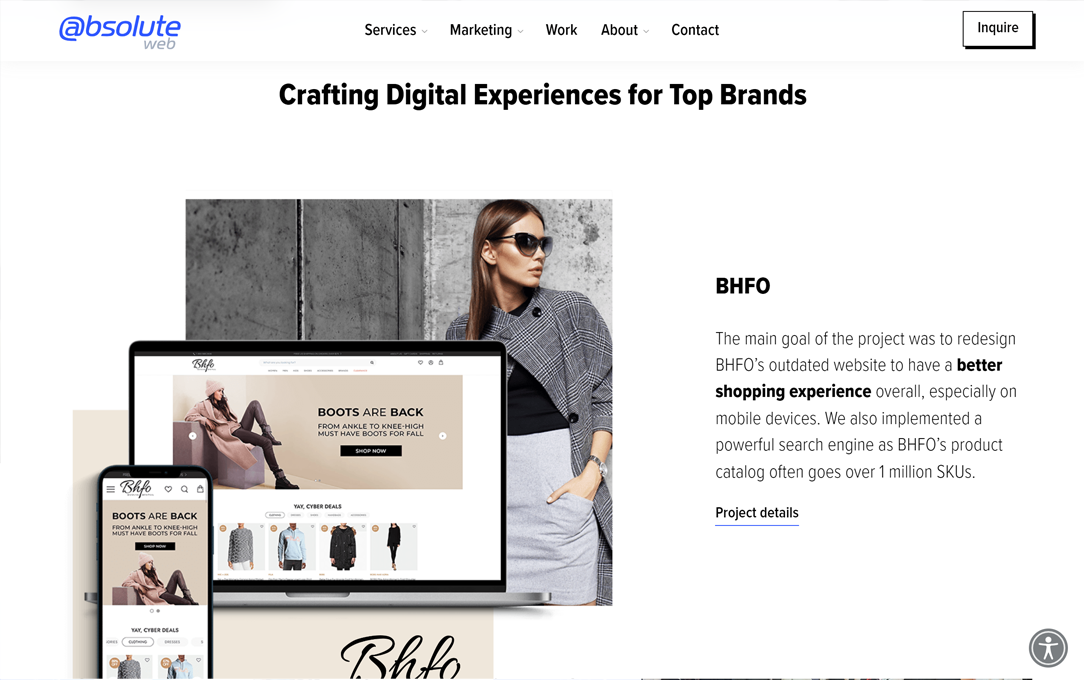 @bsolute
web
Services
Marketing
Work
About
Contact
Inquire
Crafting Digital Experiences for Top Brands
BHFO
The main goal of the project was to redesign
BHFO's outdated website to have a better
shopping experience overall, especially on
mobile devices. We also implemented a
powerful search engine as BHFO's product
catalog often goes over 1 million SKUs.
Project details
Bhfo
BOOTS ARE BACK
FROM ANKLE TO KNEE-HIGH
MUST HAVE BOOTS FOR FALL
SHOP NOW
YAY, CYBER DEALS
Bhfo
BOOTS ARE BACK
FROM ANKLE TO KNEE-HIGH
MUST HAVE BOOTS FOR FALL
SHOP NOW
YAY, CYBER DEALS
CLOTHING
DRESSES
Bhfo